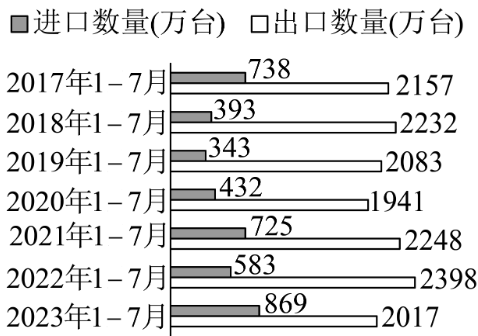 进口数量(万台) 出口数量(万台)
2017年1-7月 738 2157
2018年1-7月 393 2232
2019年1-7月 343 2083
2020年1-7月 432 1941
2021年1-7月 725 2248
2022年1-7月 583 2398
2023年1-7月 869 2017